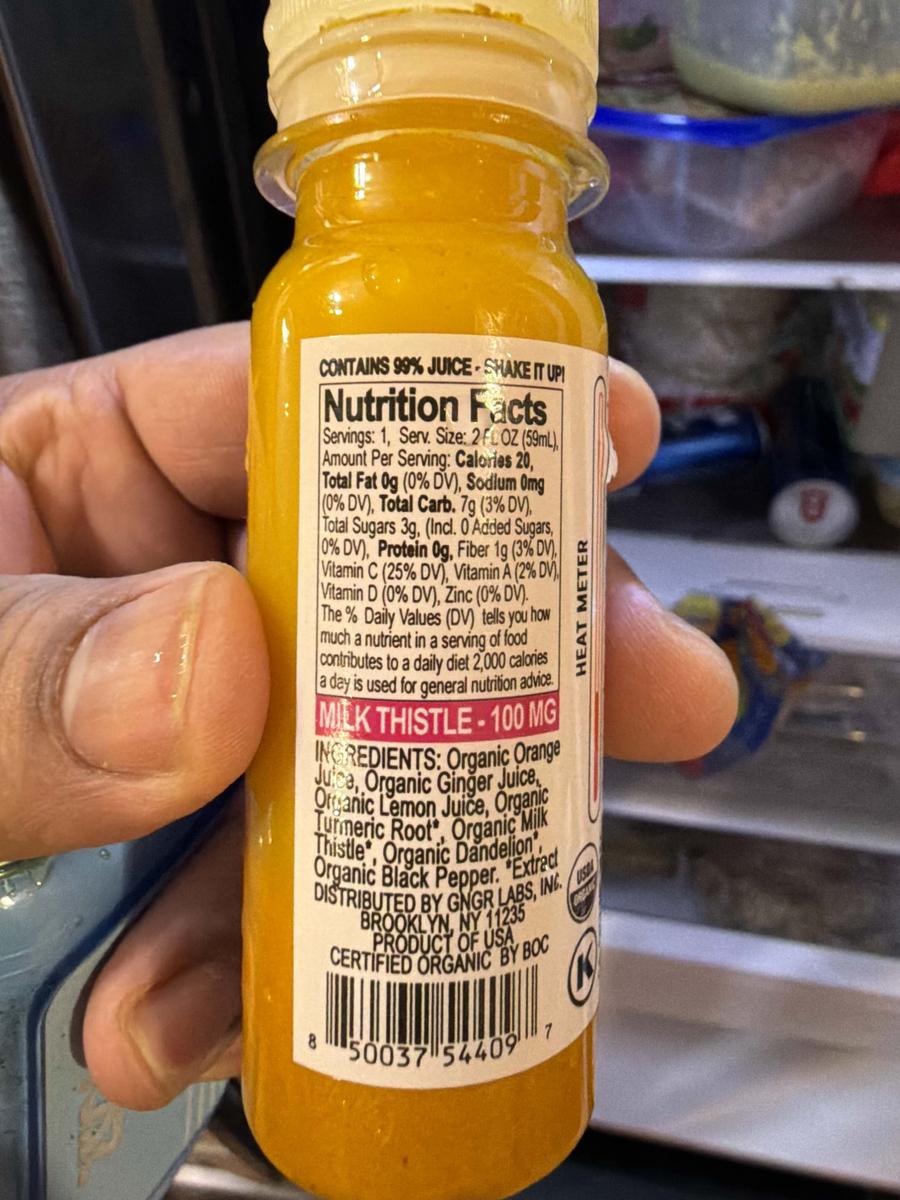 CONTAINS 99% JUICE - SHAKE IT UP!
Nutrition Facts
Servings: 1, Serv. Size: 2 FL OZ (59mL),
Amount Per Serving: Calories 20,
Total Fat 0g (0% DV), Sodium 0mg
(0% DV), Total Carb. 7g (3% DV),
Total Sugars 3g, (Incl. 0 Added Sugars,
0% DV), Protein 0g, Fiber 1g (3% DV),
Vitamin C (25% DV), Vitamin A (2% DV),
Vitamin D (0% DV), Zinc (0% DV).
The % Daily Values (DV) tells you how
much a nutrient in a serving of food
contributes to a daily diet 2,000 calories
a day is used for general nutrition advice.
MILK THISTLE - 100 MG
INGREDIENTS: Organic Orange
Juice, Organic Ginger Juice,
Organic Lemon Juice, Organic
Turmeric Root*, Organic Milk
Thistle*, Organic Dandelion*,
Organic Black Pepper. *Extract
DISTRIBUTED BY GNGR LABS, INC.
BROOKLYN, NY 11235
PRODUCT OF USA
CERTIFIED ORGANIC BY BOC
8 50037 54409 7
HEAT METER
USDA
ORGANIC
K